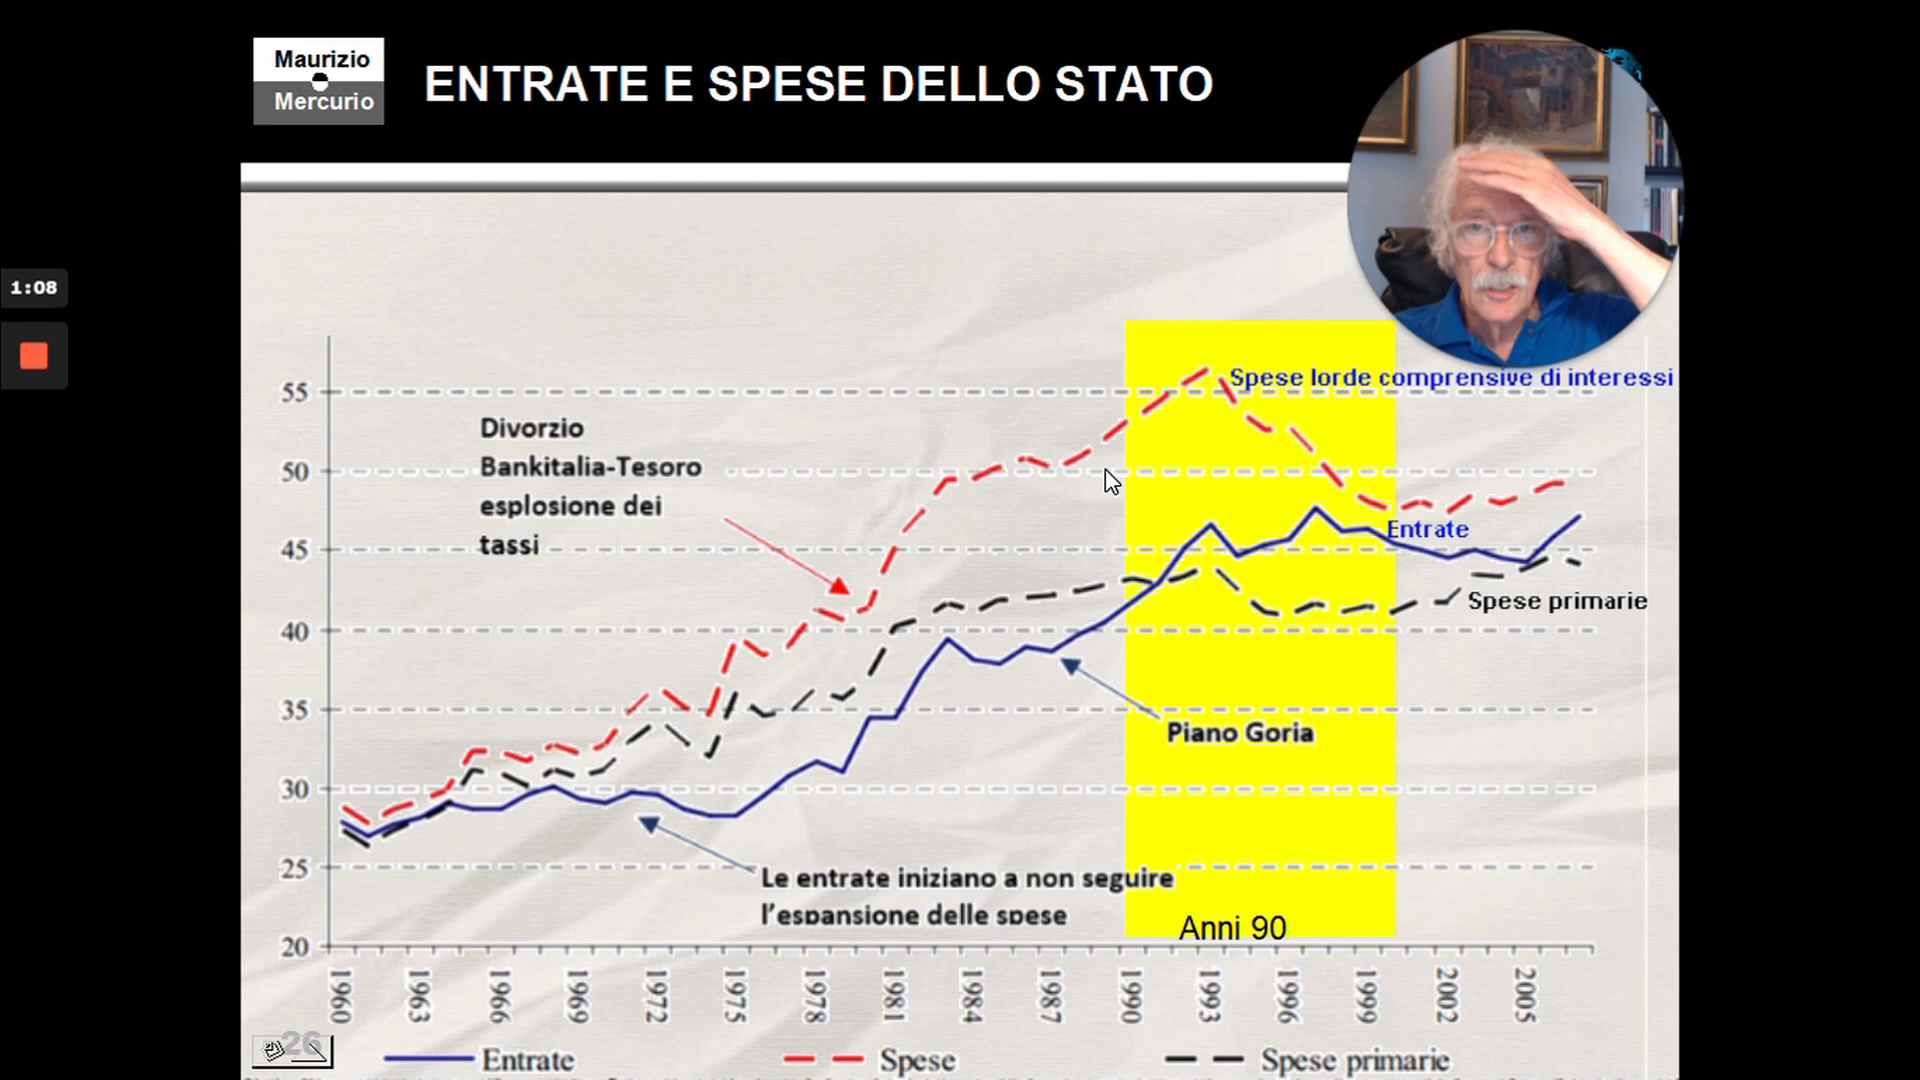 Maurizio
Mercurio
ENTRATE E SPESE DELLO STATO
1:08
Spese lorde comprensive di interessi
55
50
45
40
35
30
25
20
Divorzio
Bankitalia-Tesoro
esplosione dei
tassi
Entrate
Spese primarie
Piano Goria
Le entrate iniziano a non seguire
l'espansione delle spese
Anni 90
1960 1963 1966 1969 1972 1975 1978 1981 1984 1987 1990 1993 1996 1999 2002 2005
26
Entrate Spese Spese primarie